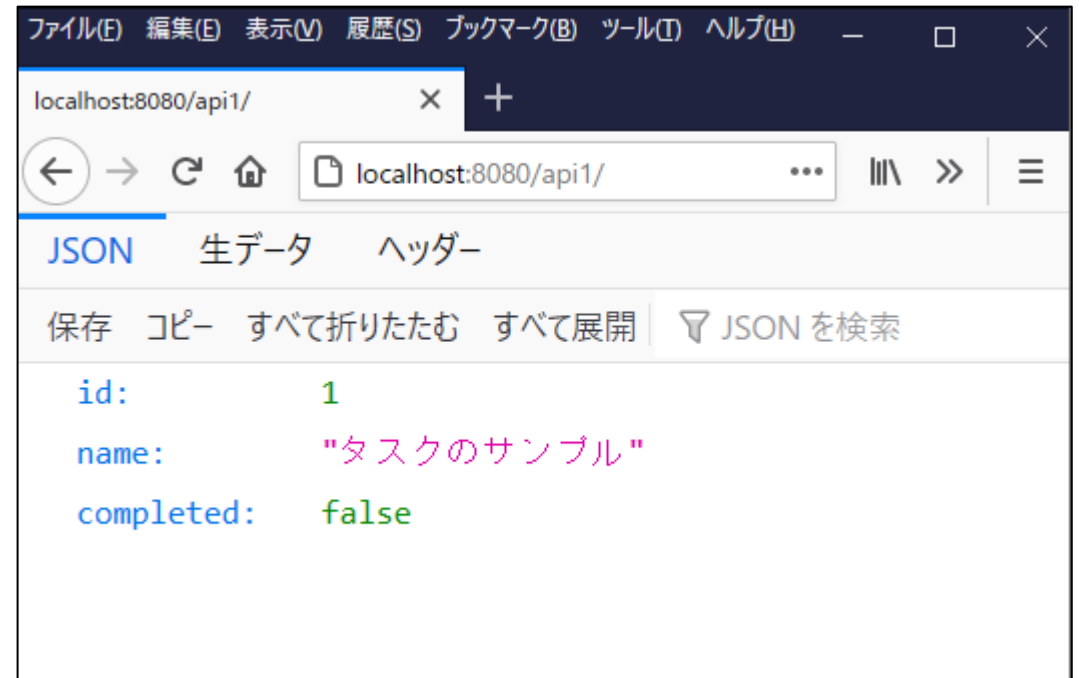 ファイル(F) 編集(E) 表示(V) 履歴(S) ブックマーク(B) ツール(T) ヘルプ(H)
localhost:8080/api1/
localhost:8080/api1/
JSON 生データ ヘッダー
保存 コピー すべて折りたたむ すべて展開 JSON を検索
id: 1
name: "タスクのサンプル"
completed: false